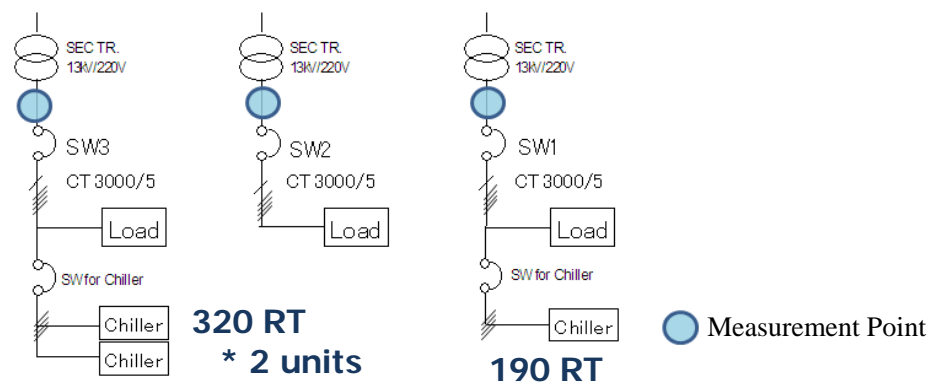 SEC TR.
13kV/220V
SW3
CT 3000/5
Load
SW for Chiller
Chiller
Chiller
320 RT
* 2 units
SEC TR.
13kV/220V
SW2
CT 3000/5
Load
SEC TR.
13kV/220V
SW1
CT 3000/5
Load
SW for Chiller
Chiller
190 RT
Measurement Point